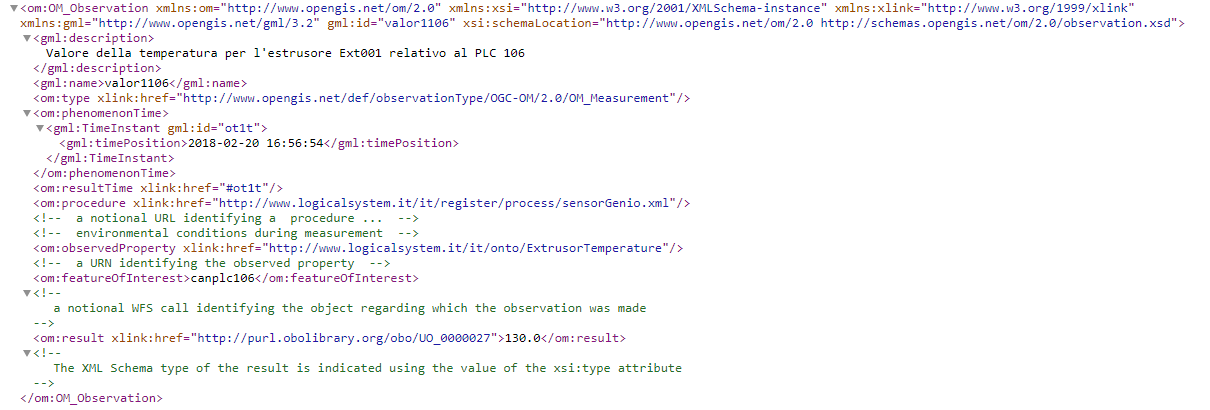 <om:OM_Observation xmlns:om="http://www.opengis.net/om/2.0" xmlns:xsi="http://www.w3.org/2001/XMLSchema-instance" xmlns:xlink="http://www.w3.org/1999/xlink"
xmlns:gml="http://www.opengis.net/gml/3.2" gml:id="valor1106" xsi:schemaLocation="http://www.opengis.net/om/2.0 http://schemas.opengis.net/om/2.0/observation.xsd">
<gml:description>
Valore della temperatura per l'estrusore Ext001 relativo al PLC 106
</gml:description>
<gml:name>valor1106</gml:name>
<om:type xlink:href="http://www.opengis.net/def/observationType/OGC-OM/2.0/OM_Measurement"/>
<om:phenomenonTime>
<gml:TimeInstant gml:id="ot1t">
<gml:timePosition>2018-02-20 16:56:54</gml:timePosition>
</gml:TimeInstant>
</om:phenomenonTime>
<om:resultTime xlink:href="#ot1t"/>
<om:procedure xlink:href="http://www.logicalsystem.it/it/register/process/sensorGenio.xml"/>
<!-- a notional URL identifying a procedure ... -->
<!-- environmental conditions during measurement -->
<om:observedProperty xlink:href="http://www.logicalsystem.it/it/onto/ExtrusorTemperature"/>
<!-- a URN identifying the observed property -->
<om:featureOfInterest>canplc106</om:featureOfInterest>
<!--
a notional WFS call identifying the object regarding which the observation was made
-->
<om:result xlink:href="http://purl.obolibrary.org/obo/UO_0000027">130.0</om:result>
<!--
The XML Schema type of the result is indicated using the value of the xsi:type attribute
-->
</om:OM_Observation>